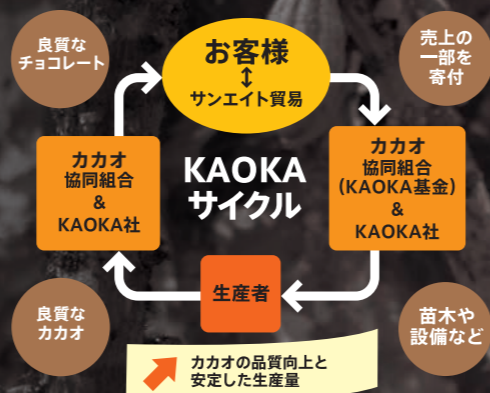 良質な
チョコレート
お客様
↕
サンエイト貿易
売上の
一部を
寄付
カカオ
協同組合
&
KAOKA社
KAOKA
サイクル
カカオ
協同組合
(KAOKA基金)
&
KAOKA社
良質な
カカオ
生産者
苗木や
設備など
カカオの品質向上と
安定した生産量